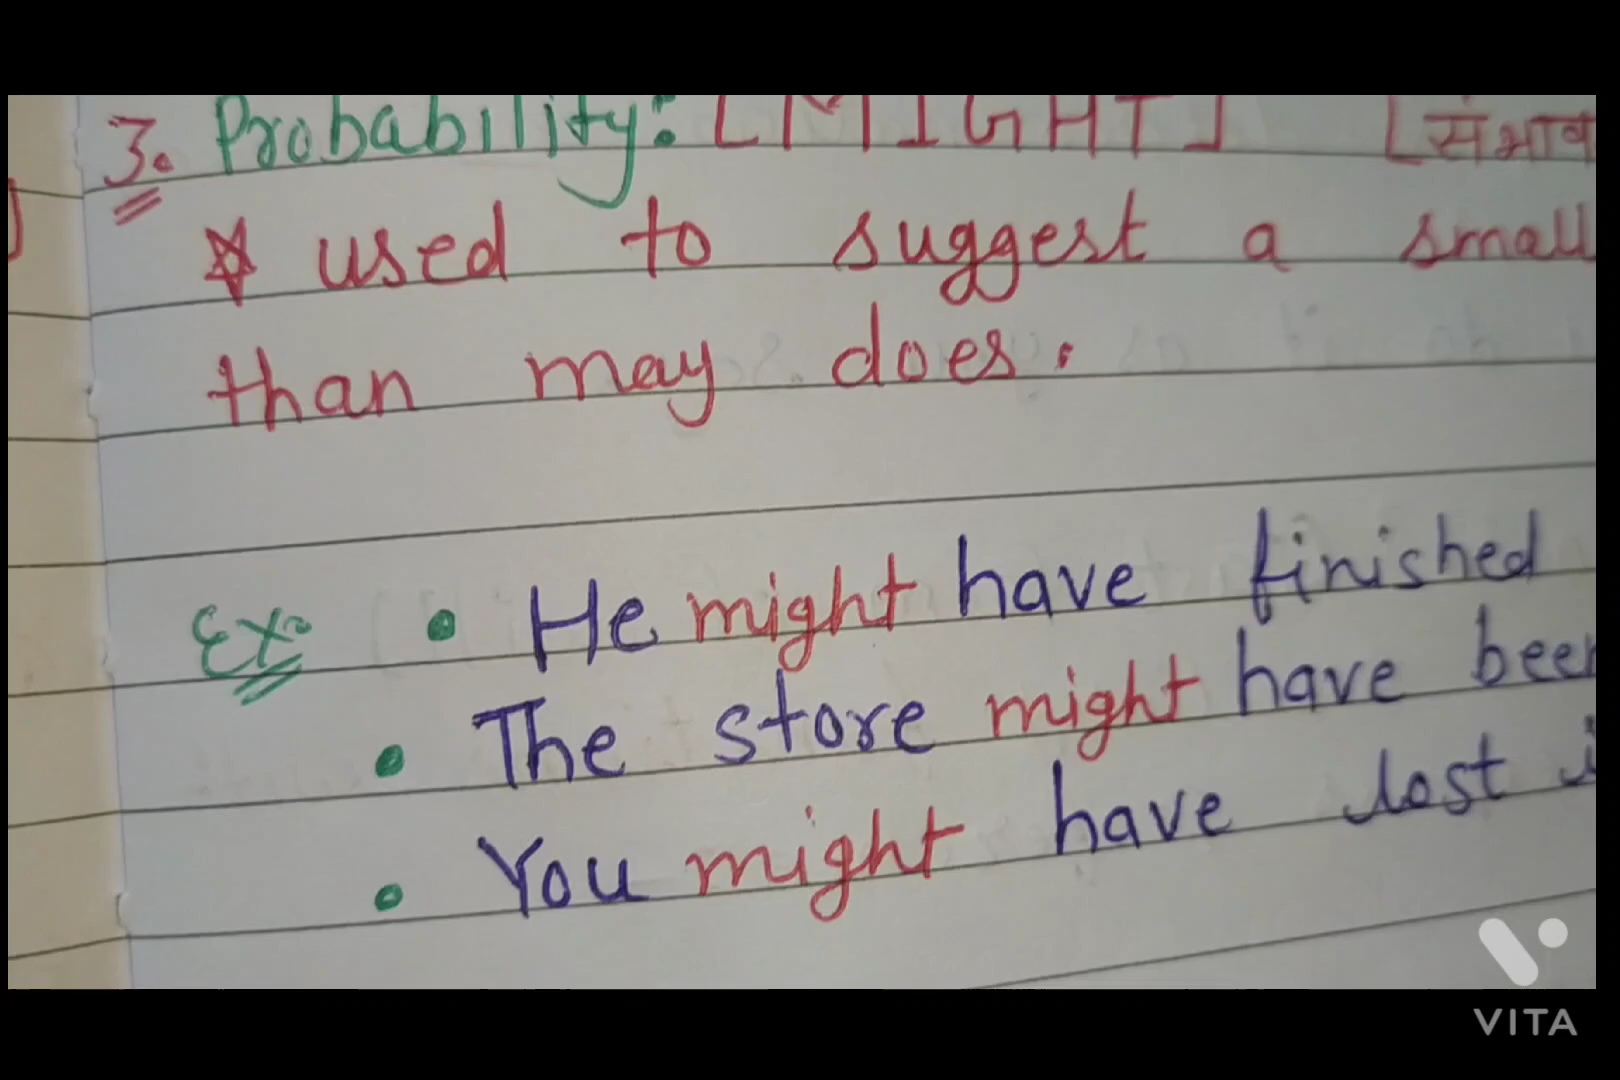 3. Probability: [MIGHT] [संभाव
☆ used to suggest a small
than may does.
Ex:- • He might have finished
• The store might have been
• You might have lost i
VITA